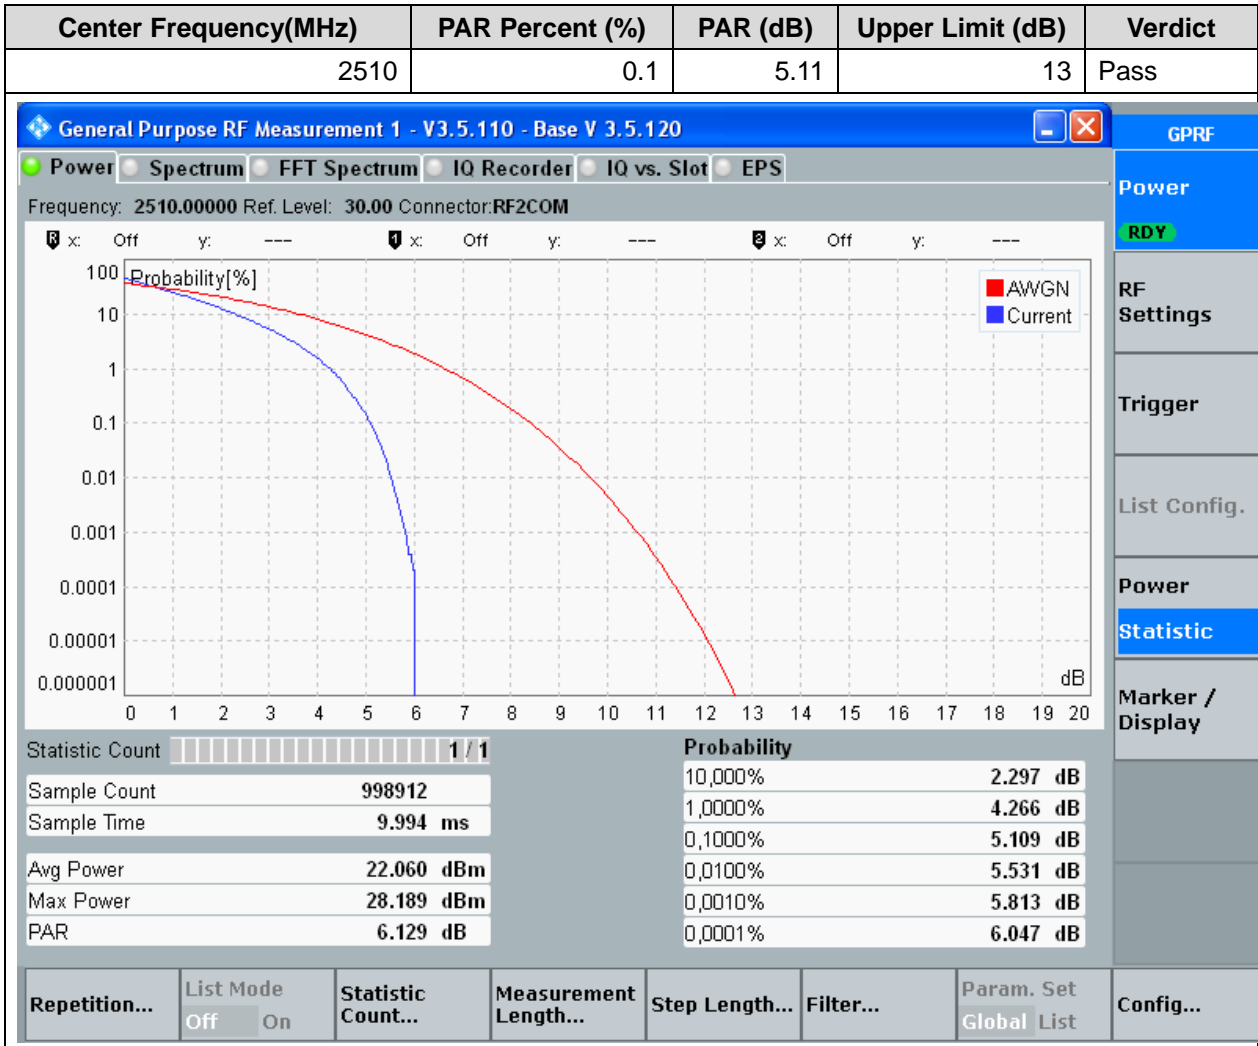 Center Frequency(MHz) PAR Percent (%) PAR (dB) Upper Limit (dB) Verdict
2510 0.1 5.11 13 Pass
General Purpose RF Measurement 1 - V3.5.110 - Base V 3.5.120
GPRF
Power Spectrum FFT Spectrum IQ Recorder IQ vs. Slot EPS
Frequency: 2510.00000 Ref. Level: 30.00 Connector:RF2COM
R x: Off y: --- 1 x: Off y: --- 2 x: Off y: ---
Probability[%]
AWGN
Current
100
10
1
0.1
0.01
0.001
0.0001
0.00001
0.000001
dB
0 1 2 3 4 5 6 7 8 9 10 11 12 13 14 15 16 17 18 19 20
Statistic Count 1 / 1
Sample Count 998912
Sample Time 9.994 ms
Avg Power 22.060 dBm
Max Power 28.189 dBm
PAR 6.129 dB
Probability
10,000% 2.297 dB
1,0000% 4.266 dB
0,1000% 5.109 dB
0,0100% 5.531 dB
0,0010% 5.813 dB
0,0001% 6.047 dB
Power
RDY
RF
Settings
Trigger
List Config.
Power
Statistic
Marker /
Display
Repetition...
List Mode
Off On
Statistic
Count...
Measurement
Length...
Step Length...
Filter...
Param. Set
Global List
Config...